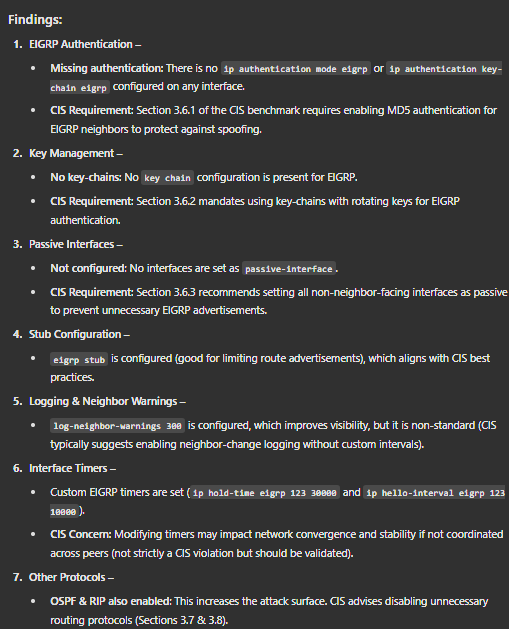 Findings:
1. EIGRP Authentication –
• Missing authentication: There is no ip authentication mode eigrp or ip authentication key-
chain eigrp configured on any interface.
• CIS Requirement: Section 3.6.1 of the CIS benchmark requires enabling MD5 authentication for
EIGRP neighbors to protect against spoofing.
2. Key Management –
• No key-chains: No key chain configuration is present for EIGRP.
• CIS Requirement: Section 3.6.2 mandates using key-chains with rotating keys for EIGRP
authentication.
3. Passive Interfaces –
• Not configured: No interfaces are set as passive-interface.
• CIS Requirement: Section 3.6.3 recommends setting all non-neighbor-facing interfaces as passive
to prevent unnecessary EIGRP advertisements.
4. Stub Configuration –
• eigrp stub is configured (good for limiting route advertisements), which aligns with CIS best
practices.
5. Logging & Neighbor Warnings –
• log-neighbor-warnings 300 is configured, which improves visibility, but it is non-standard (CIS
typically suggests enabling neighbor-change logging without custom intervals).
6. Interface Timers –
• Custom EIGRP timers are set (ip hold-time eigrp 123 30000 and ip hello-interval eigrp 123
10000).
• CIS Concern: Modifying timers may impact network convergence and stability if not coordinated
across peers (not strictly a CIS violation but should be validated).
7. Other Protocols –
• OSPF & RIP also enabled: This increases the attack surface. CIS advises disabling unnecessary
routing protocols (Sections 3.7 & 3.8).